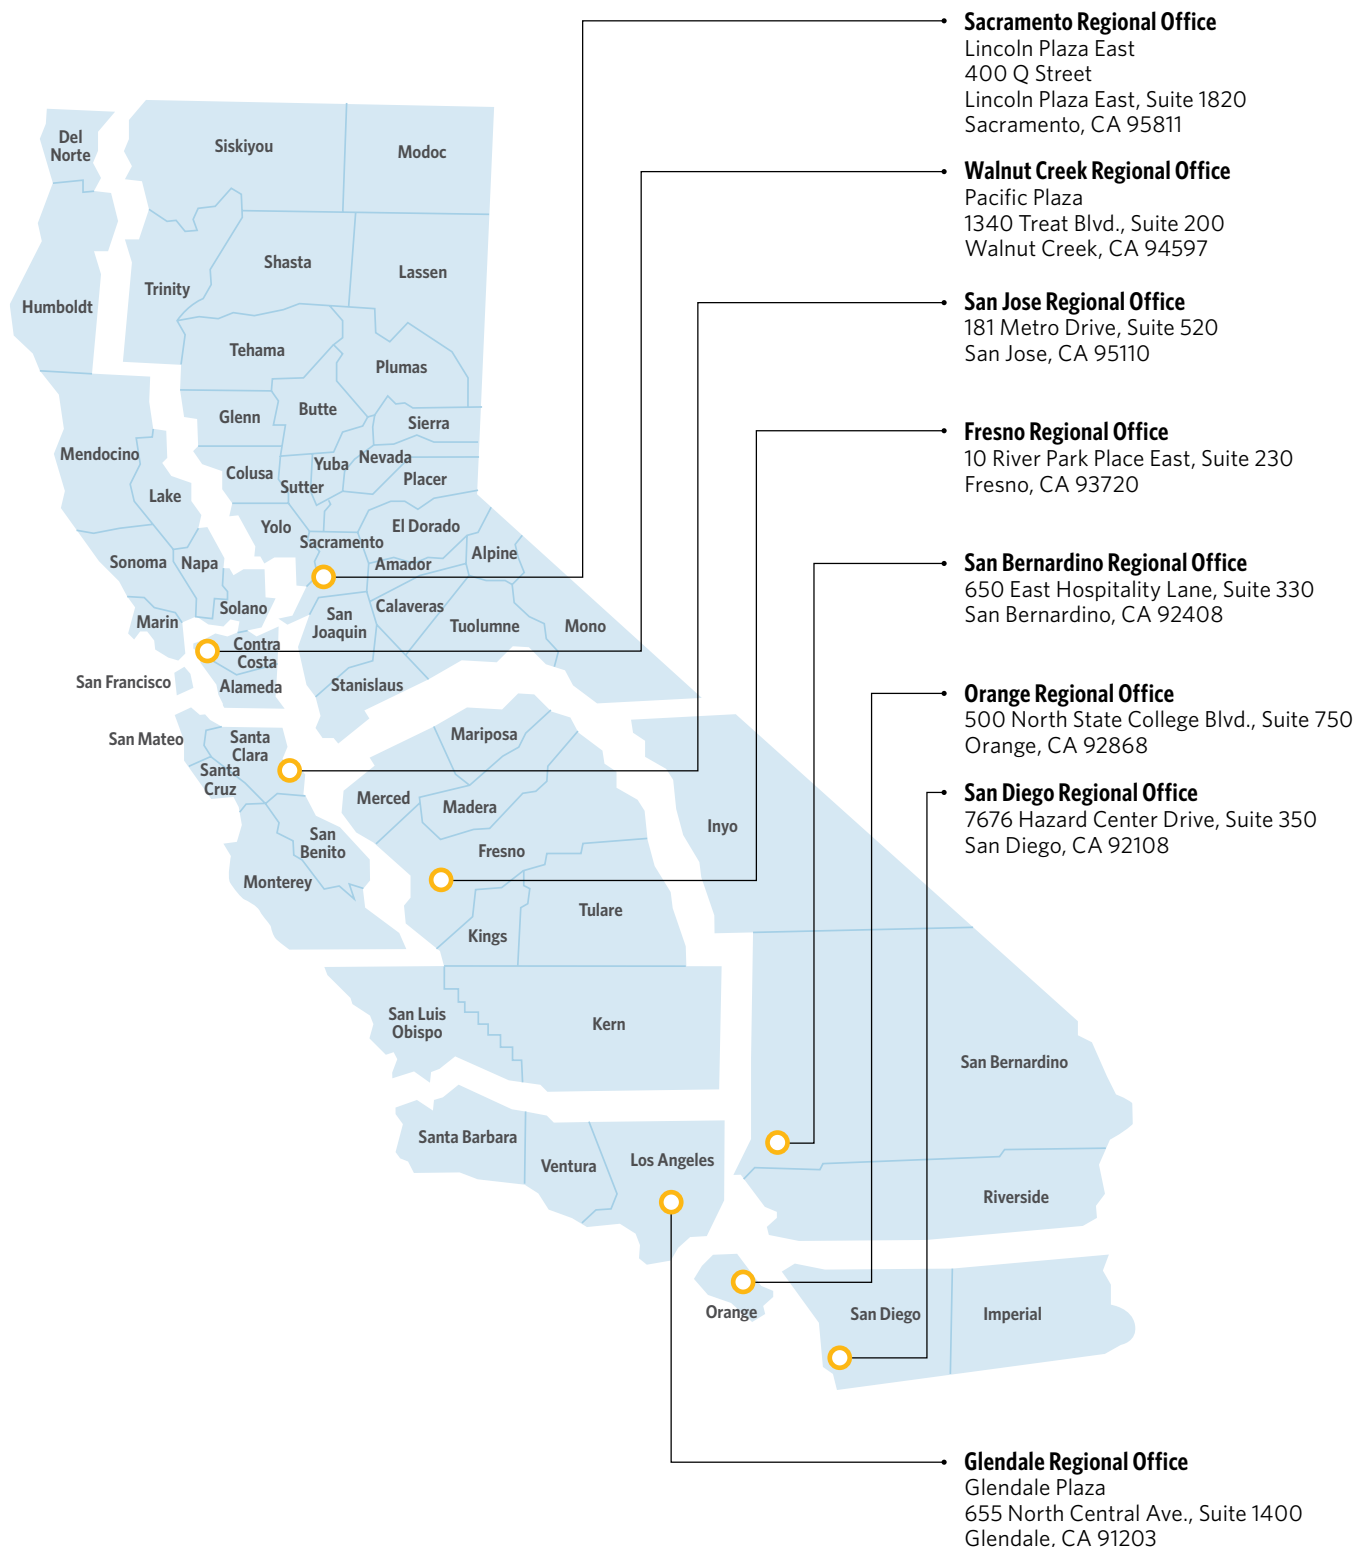 Sacramento Regional Office
Lincoln Plaza East
400 Q Street
Lincoln Plaza East, Suite 1820
Sacramento, CA 95811
Walnut Creek Regional Office
Pacific Plaza
1340 Treat Blvd., Suite 200
Walnut Creek, CA 94597
San Jose Regional Office
181 Metro Drive, Suite 520
San Jose, CA 95110
Fresno Regional Office
10 River Park Place East, Suite 230
Fresno, CA 93720
San Bernardino Regional Office
650 East Hospitality Lane, Suite 330
San Bernardino, CA 92408
Orange Regional Office
500 North State College Blvd., Suite 750
Orange, CA 92868
San Diego Regional Office
7676 Hazard Center Drive, Suite 350
San Diego, CA 92108
Glendale Regional Office
Glendale Plaza
655 North Central Ave., Suite 1400
Glendale, CA 91203
Del
Norte
Siskiyou
Modoc
Shasta
Lassen
Trinity
Humboldt
Tehama
Plumas
Butte
Glenn
Sierra
Mendocino
Nevada
Yuba
Colusa
Placer
Sutter
Lake
Yolo
El Dorado
Sacramento
Alpine
Sonoma
Napa
Amador
Solano
Calaveras
Marin
San
Joaquin
Tuolumne
Mono
Contra
Costa
San Francisco
Alameda
Stanislaus
San Mateo
Santa
Clara
Mariposa
Santa
Cruz
Merced
Madera
Inyo
San
Benito
Fresno
Monterey
Tulare
Kings
San Luis
Obispo
Kern
San Bernardino
Santa Barbara
Ventura
Los Angeles
Riverside
Orange
San Diego
Imperial